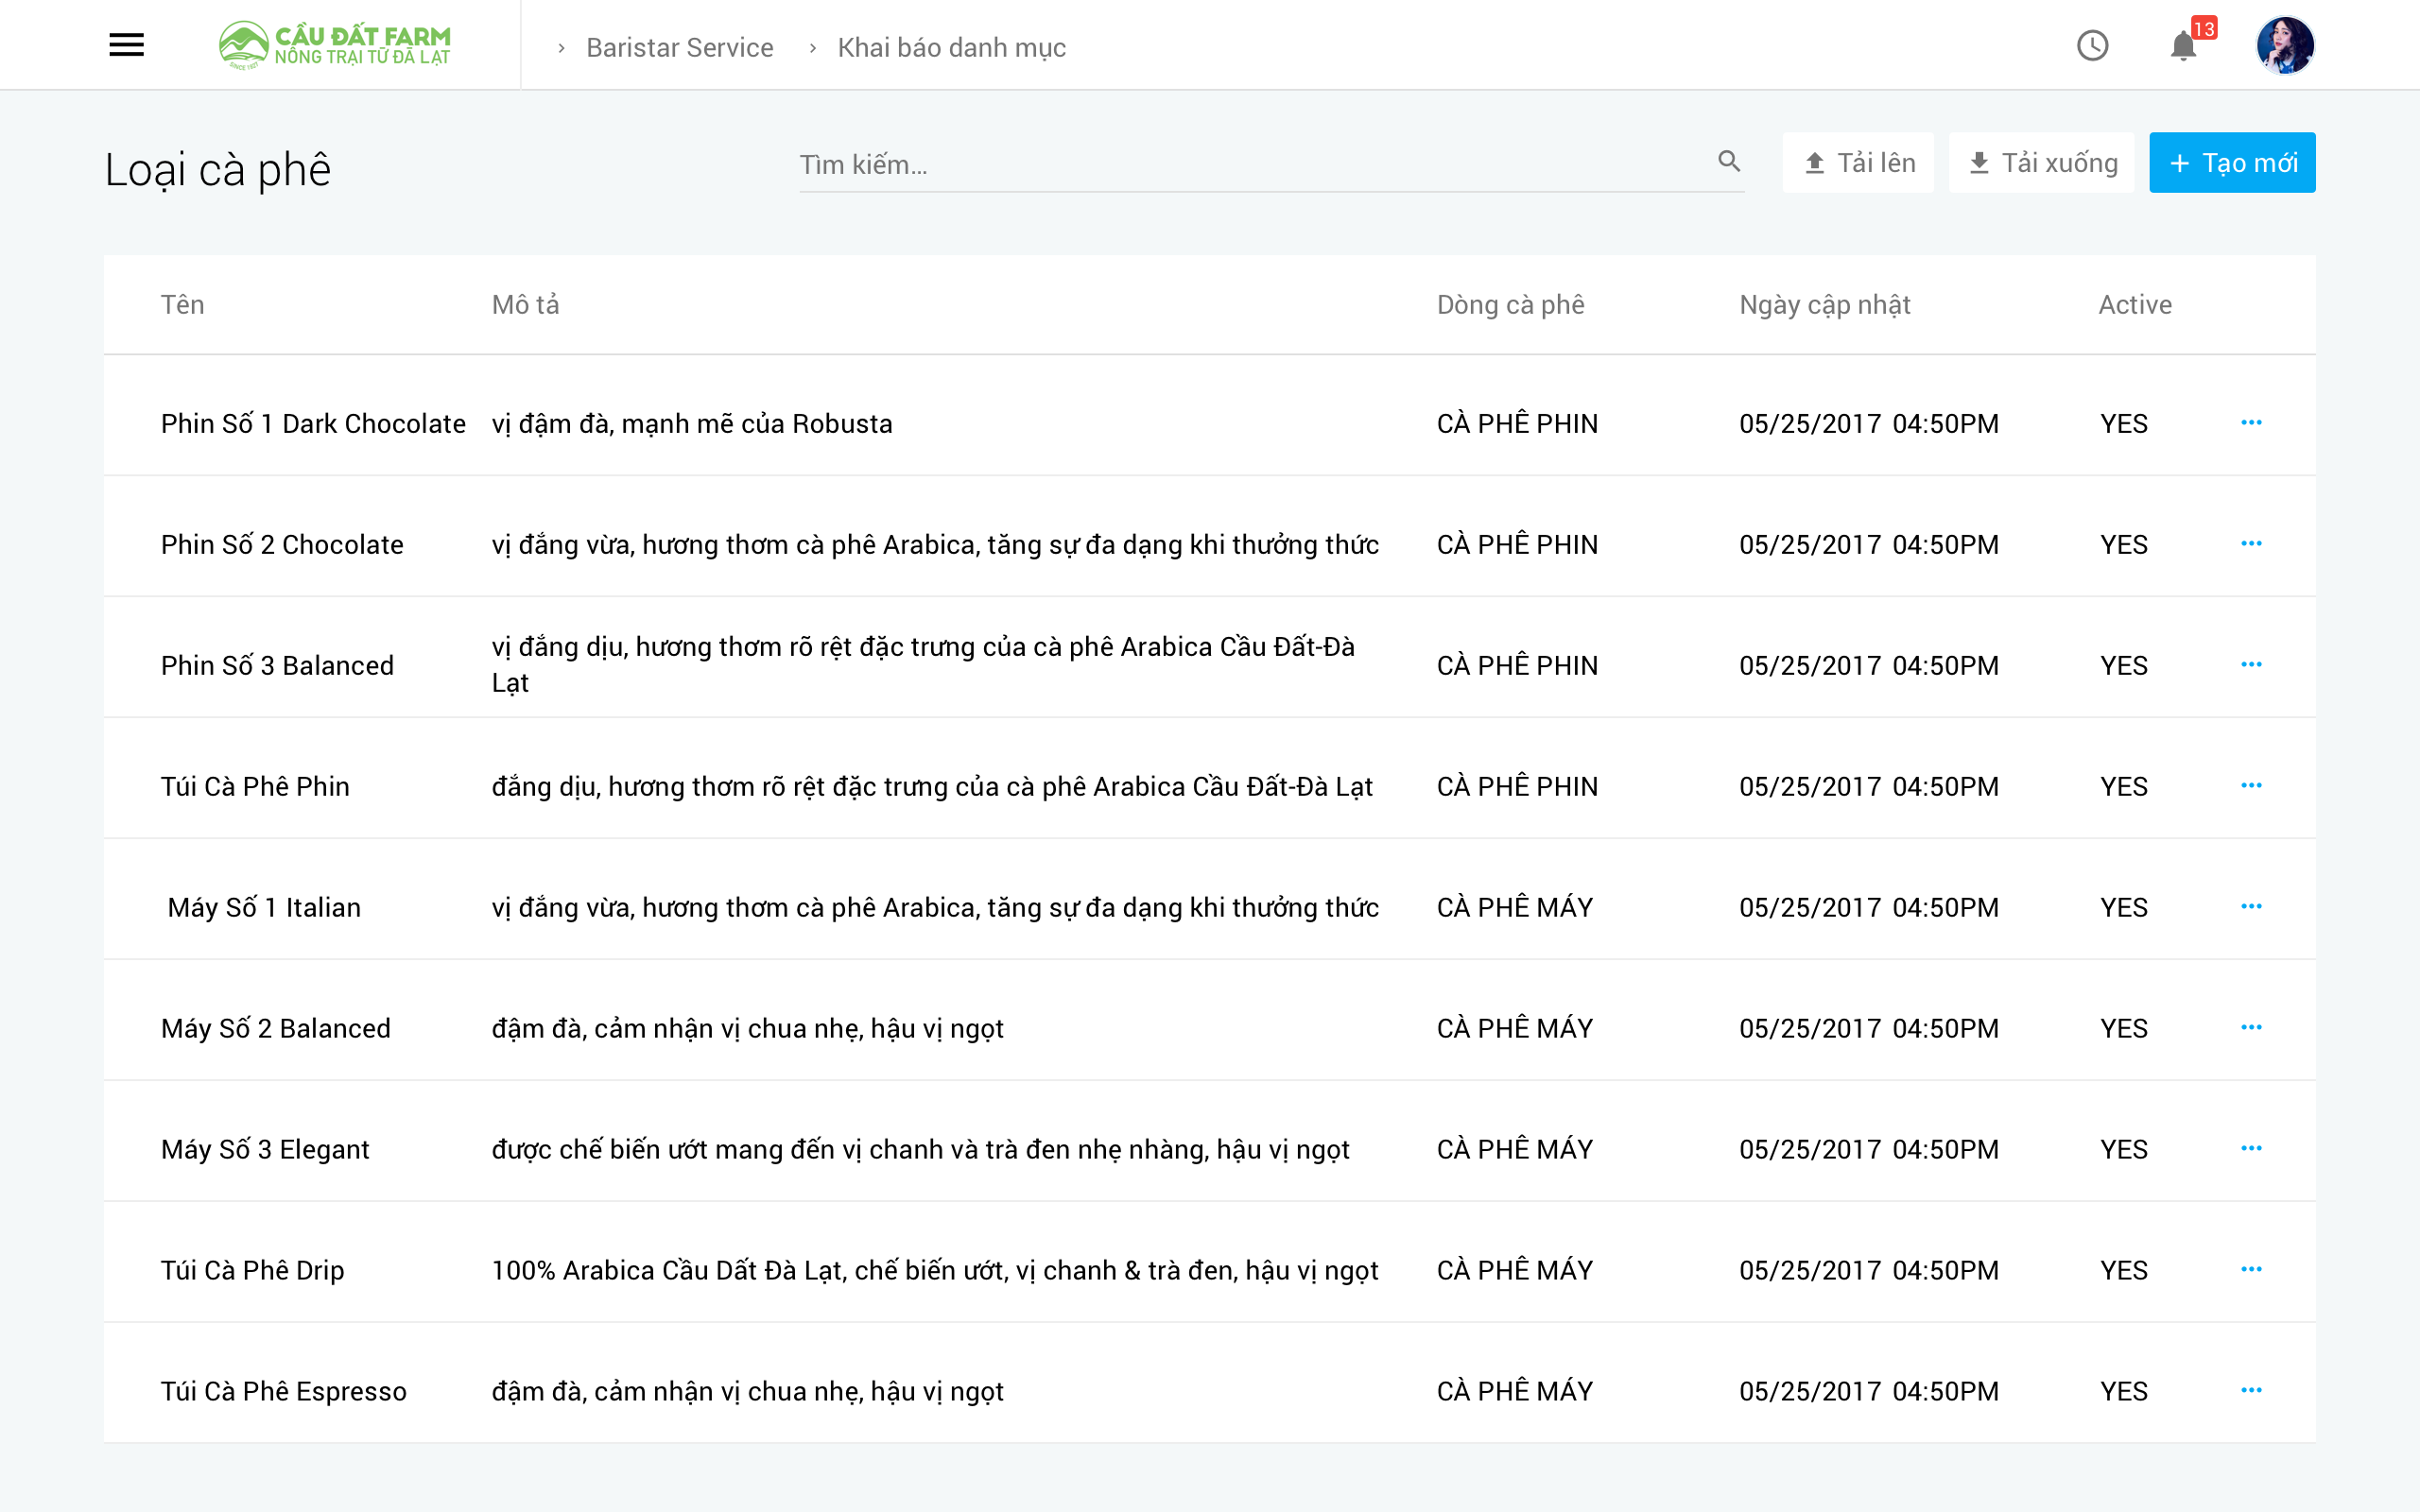 CẦU ĐẤT FARM
NÔNG TRẠI TỪ ĐÀ LẠT
SINCE 1927
› Baristar Service › Khai báo danh mục
13
Loại cà phê
Tìm kiếm...
Tải lên
Tải xuống
+ Tạo mới
Tên Mô tả Dòng cà phê Ngày cập nhật Active
Phin Số 1 Dark Chocolate vị đậm đà, mạnh mẽ của Robusta CÀ PHÊ PHIN 05/25/2017 04:50PM YES
Phin Số 2 Chocolate vị đắng vừa, hương thơm cà phê Arabica, tăng sự đa dạng khi thưởng thức CÀ PHÊ PHIN 05/25/2017 04:50PM YES
Phin Số 3 Balanced vị đắng dịu, hương thơm rõ rệt đặc trưng của cà phê Arabica Cầu Đất-Đà
Lạt CÀ PHÊ PHIN 05/25/2017 04:50PM YES
Túi Cà Phê Phin đắng dịu, hương thơm rõ rệt đặc trưng của cà phê Arabica Cầu Đất-Đà Lạt CÀ PHÊ PHIN 05/25/2017 04:50PM YES
Máy Số 1 Italian vị đắng vừa, hương thơm cà phê Arabica, tăng sự đa dạng khi thưởng thức CÀ PHÊ MÁY 05/25/2017 04:50PM YES
Máy Số 2 Balanced đậm đà, cảm nhận vị chua nhẹ, hậu vị ngọt CÀ PHÊ MÁY 05/25/2017 04:50PM YES
Máy Số 3 Elegant được chế biến ướt mang đến vị chanh và trà đen nhẹ nhàng, hậu vị ngọt CÀ PHÊ MÁY 05/25/2017 04:50PM YES
Túi Cà Phê Drip 100% Arabica Cầu Dất Đà Lạt, chế biến ướt, vị chanh & trà đen, hậu vị ngọt CÀ PHÊ MÁY 05/25/2017 04:50PM YES
Túi Cà Phê Espresso đậm đà, cảm nhận vị chua nhẹ, hậu vị ngọt CÀ PHÊ MÁY 05/25/2017 04:50PM YES